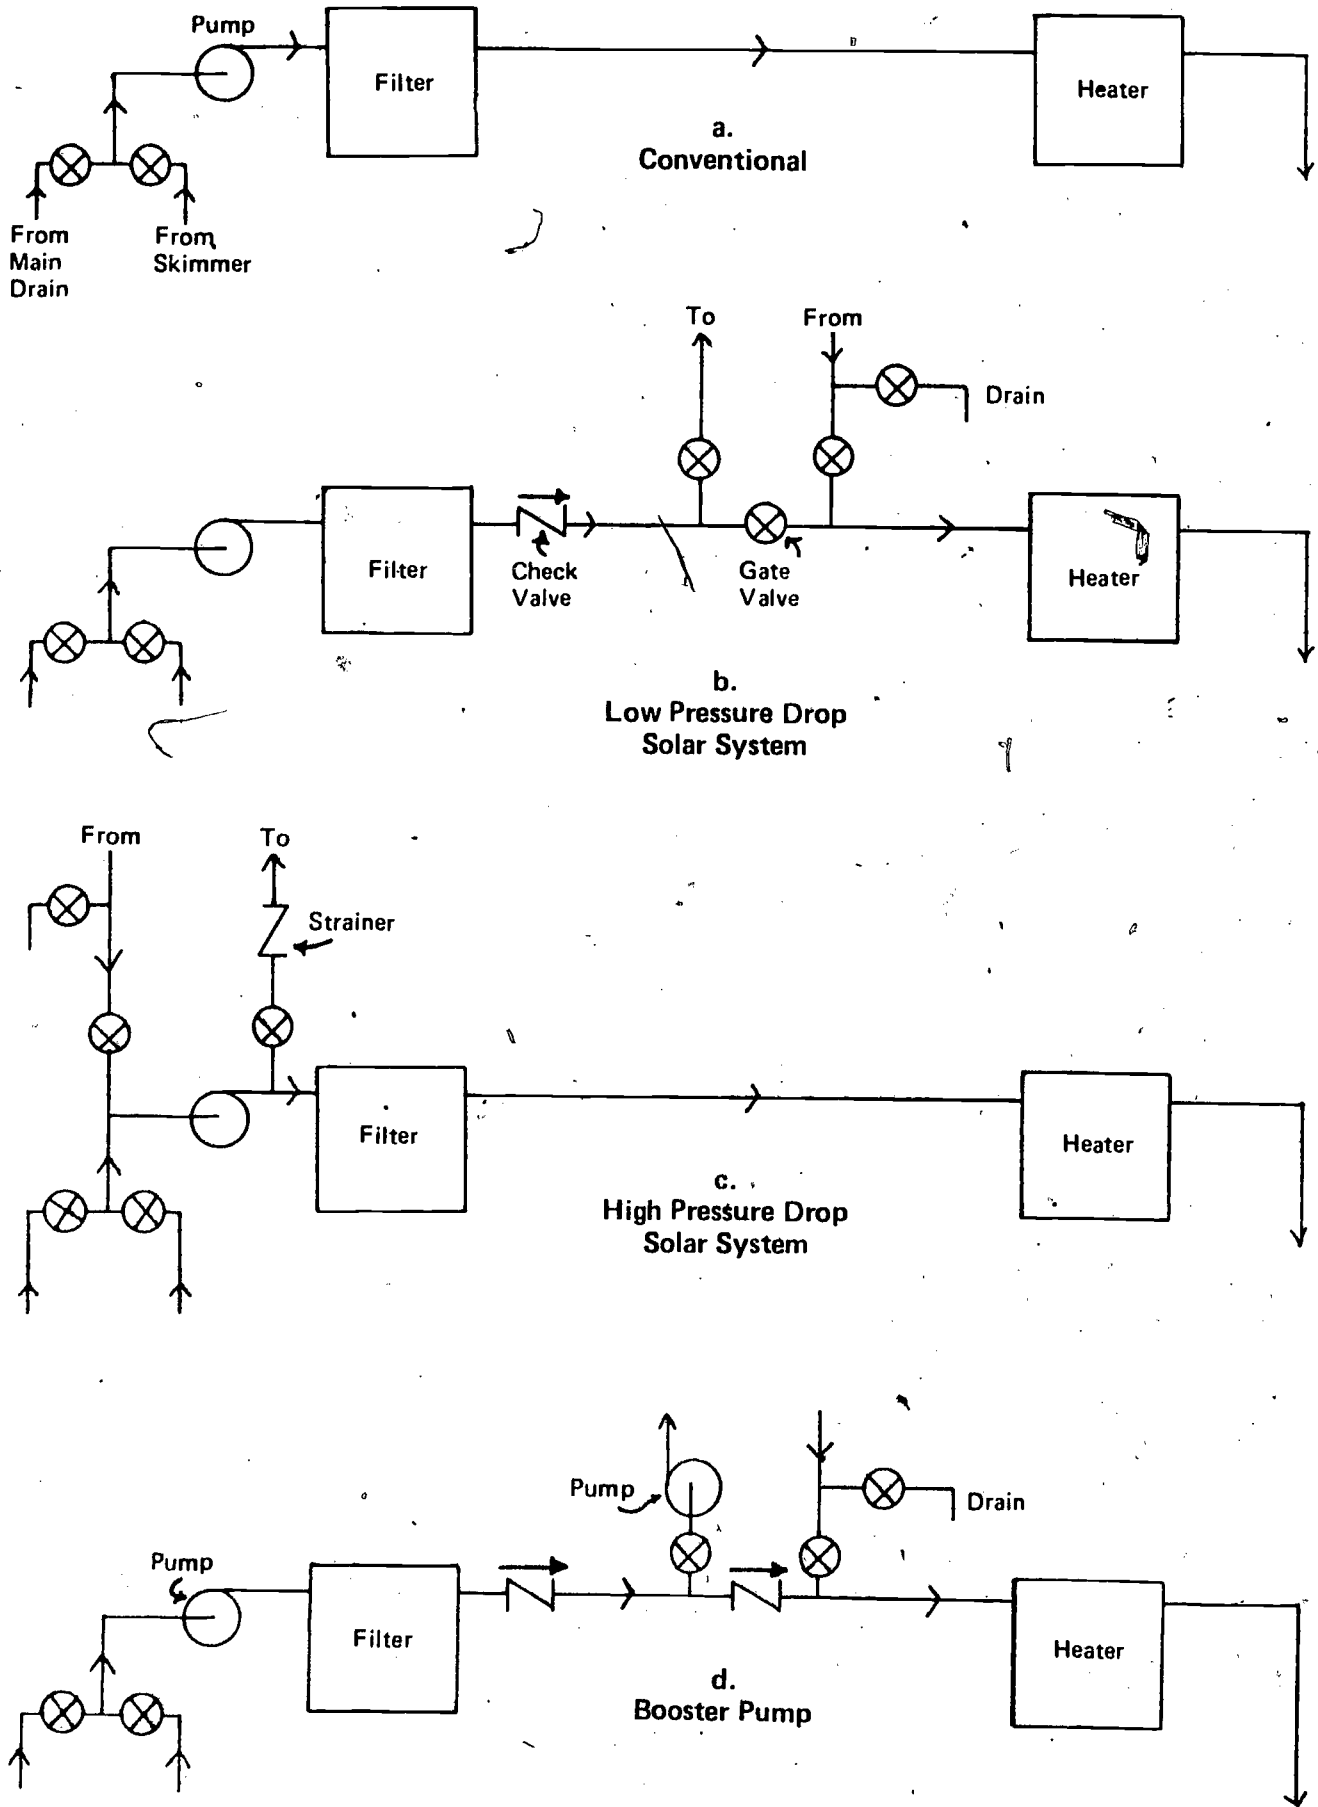 Pump
Filter
Heater
a.
Conventional
From
Main
Drain
From
Skimmer
To
From
Drain
Filter
Check
Valve
Gate
Valve
Heater
b.
Low Pressure Drop
Solar System
From
To
Strainer
Filter
Heater
c.
High Pressure Drop
Solar System
Pump
Drain
Pump
Filter
Heater
d.
Booster Pump